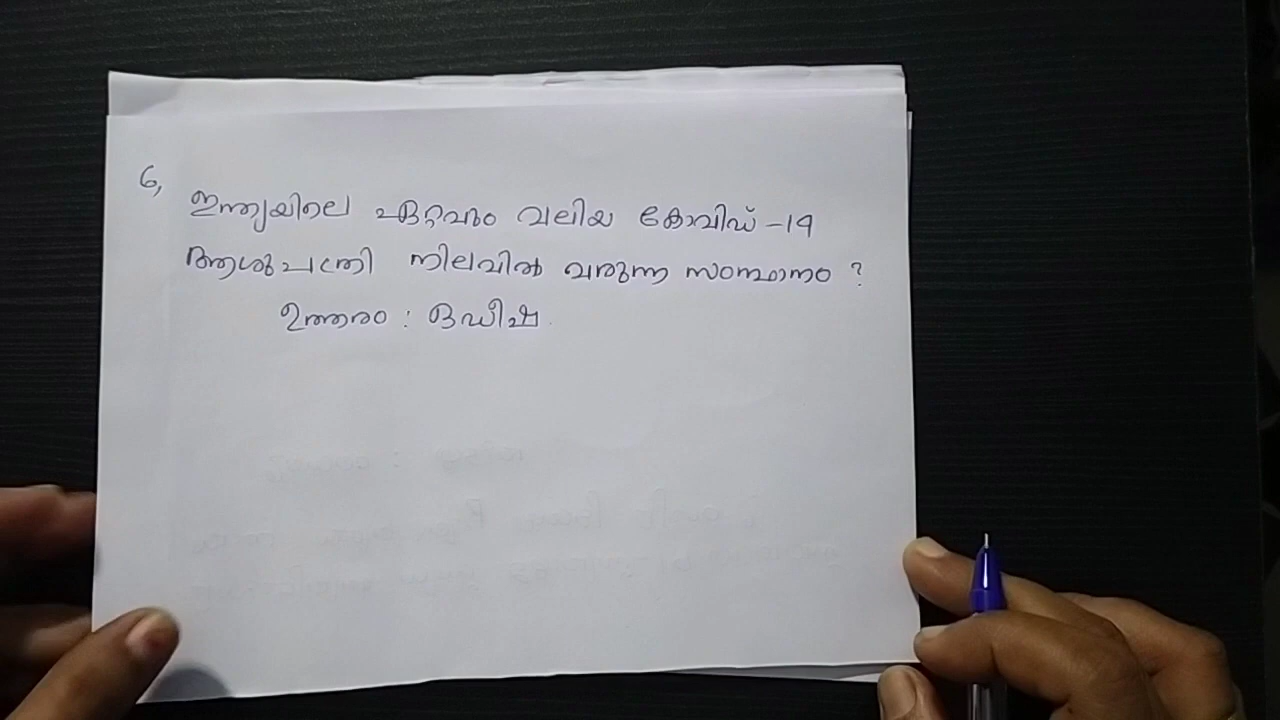 6, ഇന്ത്യയിലെ ഏറ്റവും വലിയ കോവിഡ് -19
ആശുപത്രി നിലവിൽ വരുന്ന സംസ്ഥാനം ?
ഉത്തരം : ഒഡീഷ.